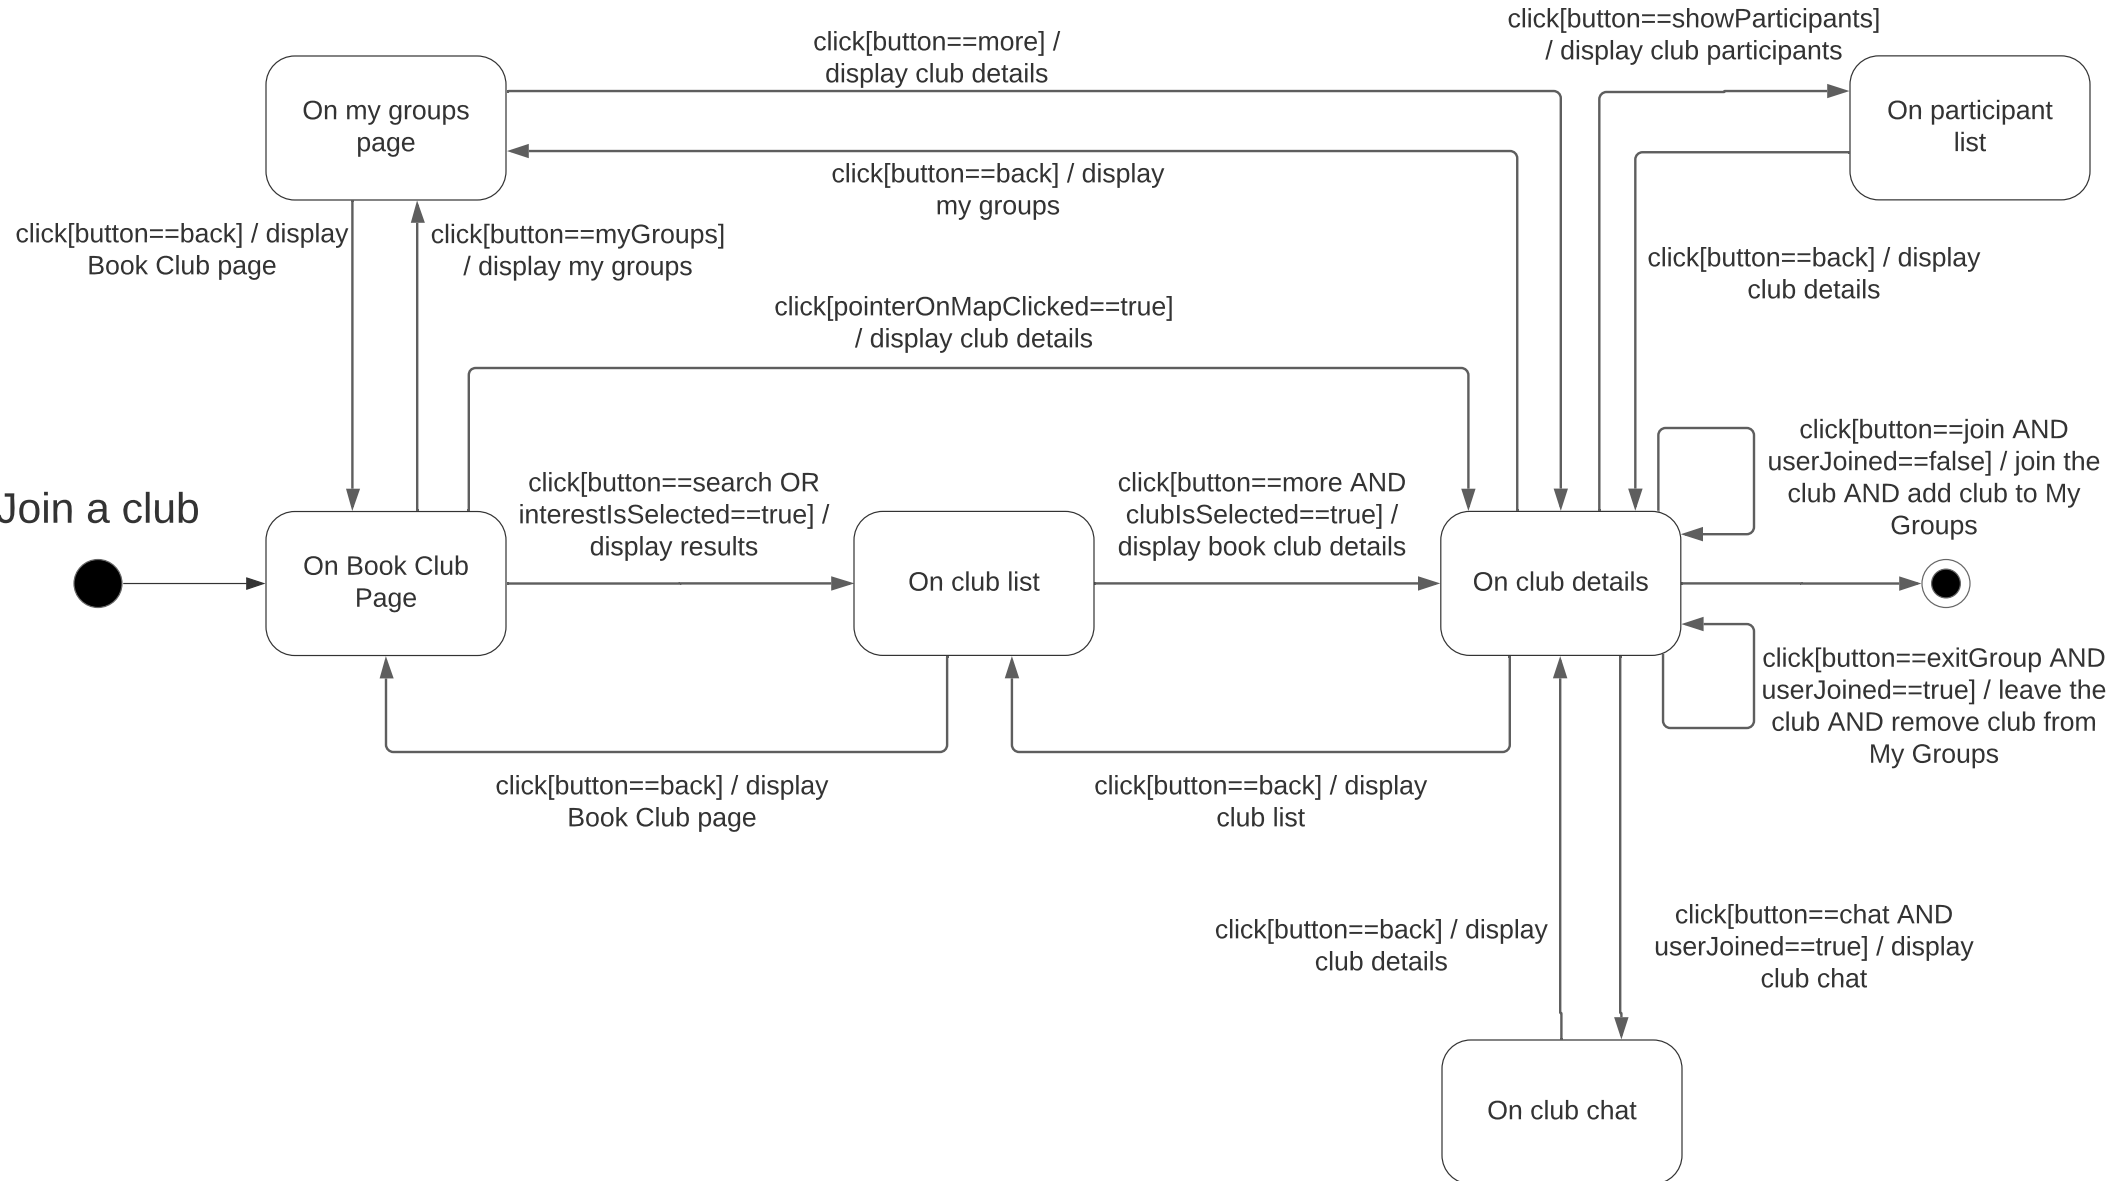 click[button==showParticipants]
/ display club participants
click[button==more] /
display club details
On my groups
page
On participant
list
click[button==back] / display
my groups
click[button==back] / display
Book Club page
click[button==myGroups]
/ display my groups
click[button==back] / display
club details
click[pointerOnMapClicked==true]
/ display club details
Join a club
click[button==search OR
interestIsSelected==true] /
display results
click[button==more AND
clubIsSelected==true] /
display book club details
click[button==join AND
userJoined==false] / join the
club AND add club to My
Groups
On Book Club
Page
On club list
On club details
click[button==exitGroup AND
userJoined==true] / leave the
club AND remove club from
My Groups
click[button==back] / display
Book Club page
click[button==back] / display
club list
click[button==back] / display
club details
click[button==chat AND
userJoined==true] / display
club chat
On club chat